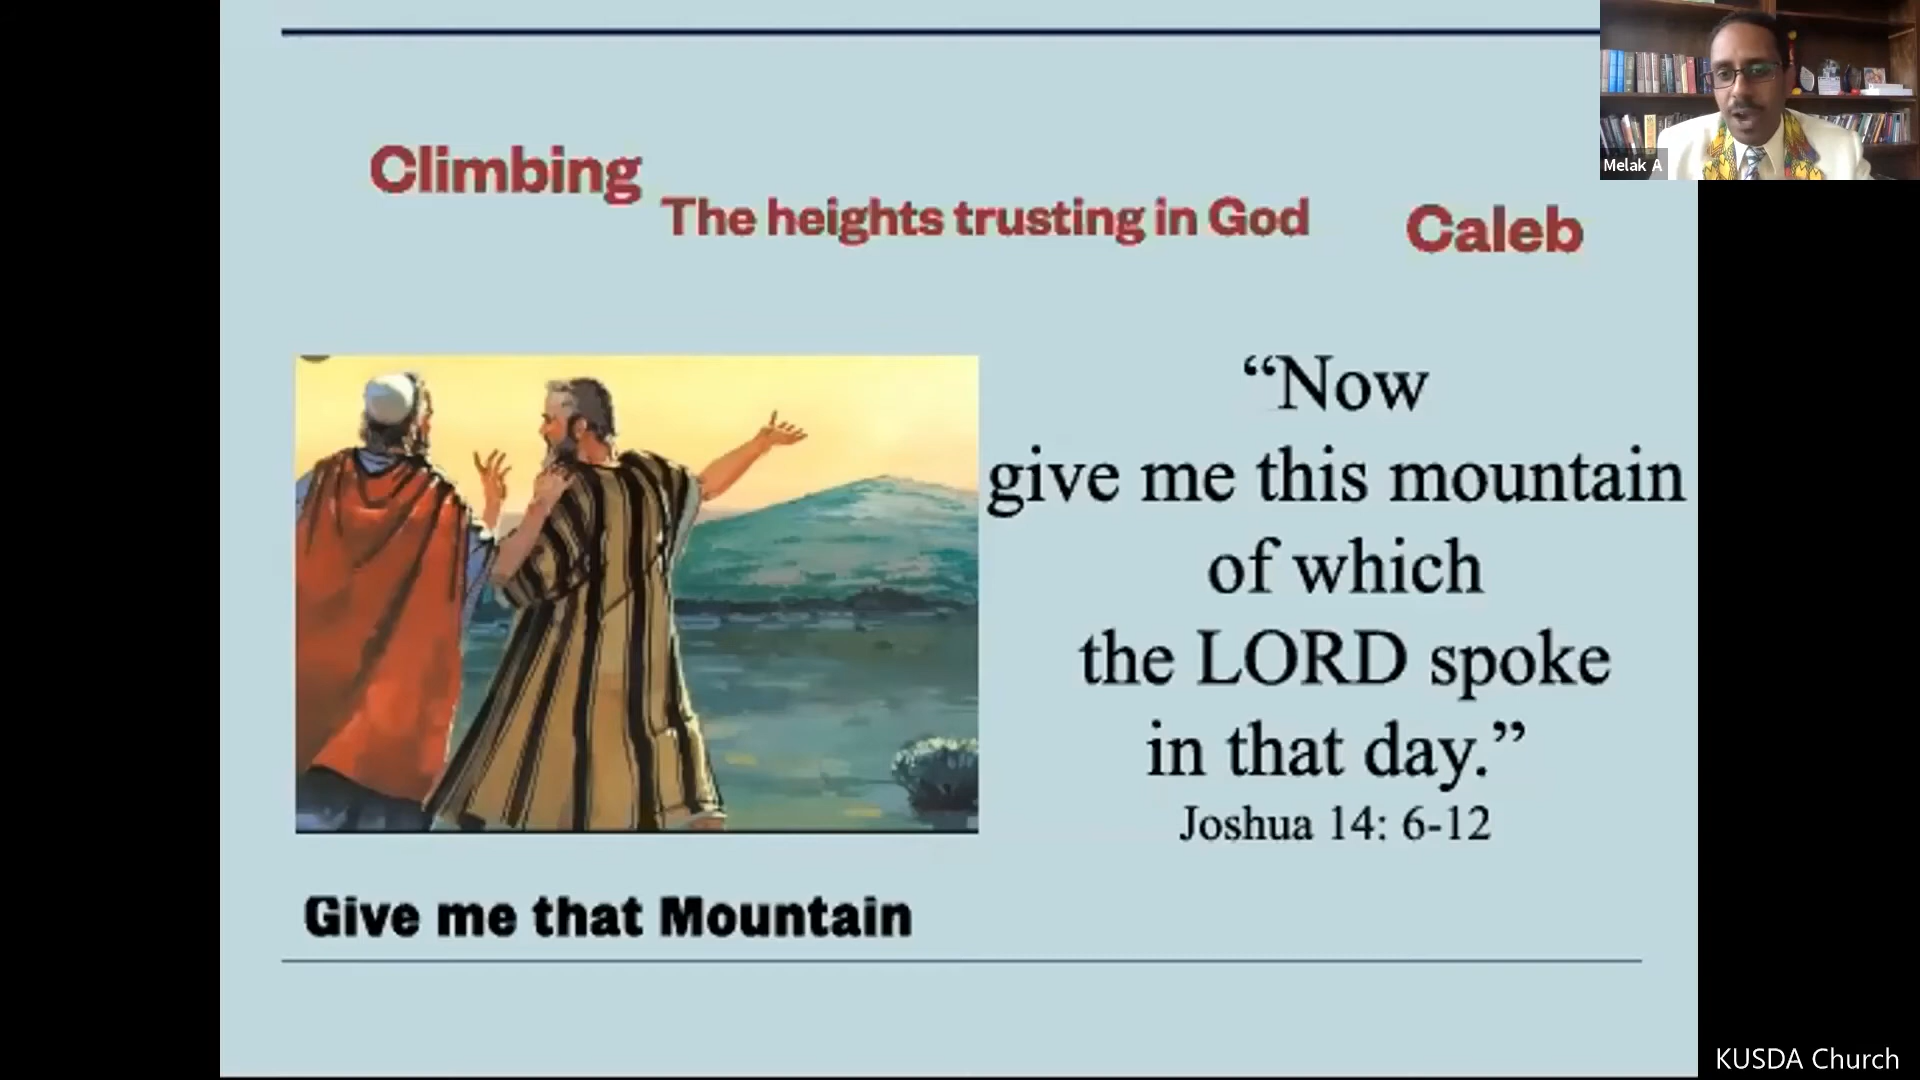 Climbing
The heights trusting in God
Caleb
“Now
give me this mountain
of which
the LORD spoke
in that day.”
Joshua 14: 6-12
Give me that Mountain
Melak A
KUSDA Church